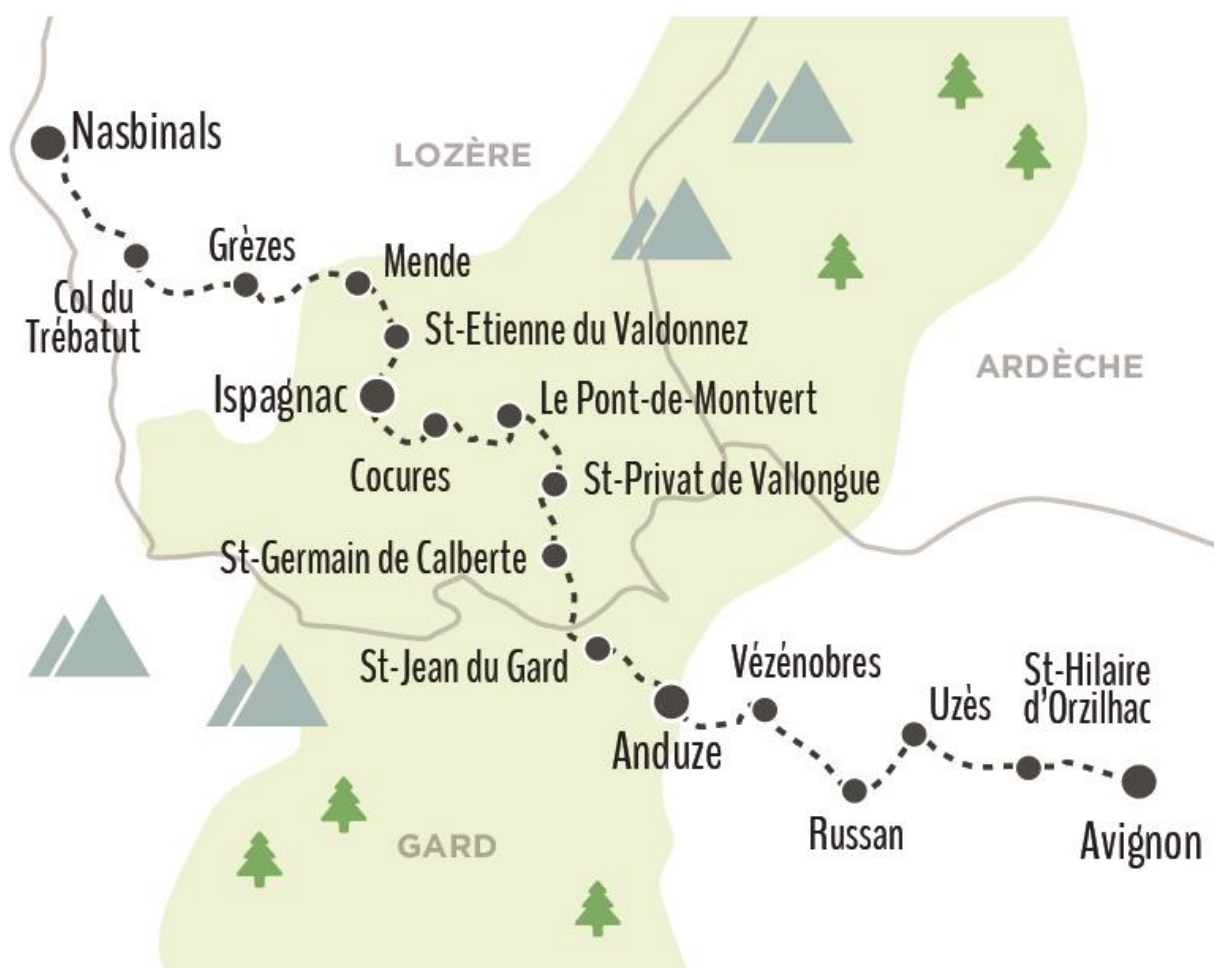 Nasbinals
LOZÈRE
Grèzes
Mende
Col du
Trébatut
St-Etienne du Valdonnez
Ispagnac
Le Pont-de-Montvert
ARDÈCHE
Cocures
St-Privat de Vallongue
St-Germain de Calberte
St-Jean du Gard
Vézénobres
St-Hilaire
d'Orzilhac
Uzès
Anduze
Russan
GARD
Avignon